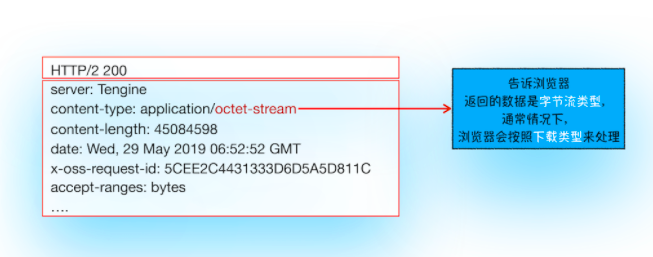 HTTP/2 200
server: Tengine
content-type: application/octet-stream
content-length: 45084598
date: Wed, 29 May 2019 06:52:52 GMT
x-oss-request-id: 5CEE2C4431333D6D5A5D811C
accept-ranges: bytes
....
告诉浏览器
返回的数据是字节流类型，
通常情况下，
浏览器会按照下载类型来处理